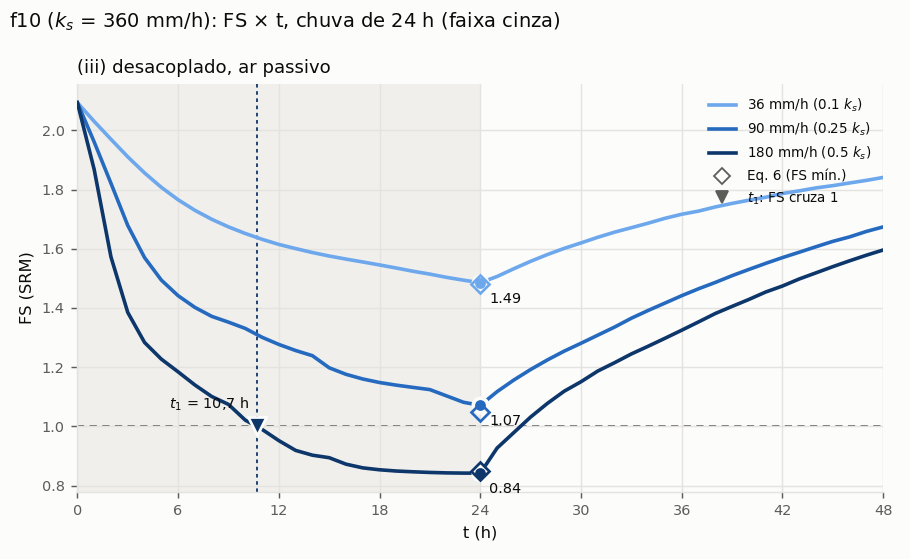 f10 (kₛ = 360 mm/h): FS × t, chuva de 24 h (faixa cinza)
(iii) desacoplado, ar passivo
36 mm/h (0.1 kₛ)
90 mm/h (0.25 kₛ)
180 mm/h (0.5 kₛ)
Eq. 6 (FS mín.)
t₁: FS cruza 1
FS (SRM)
2.0
1.8
1.6
1.4
1.2
1.0
0.8
1.49
1.07
0.84
t₁ = 10,7 h
0 6 12 18 24 30 36 42 48
t (h)